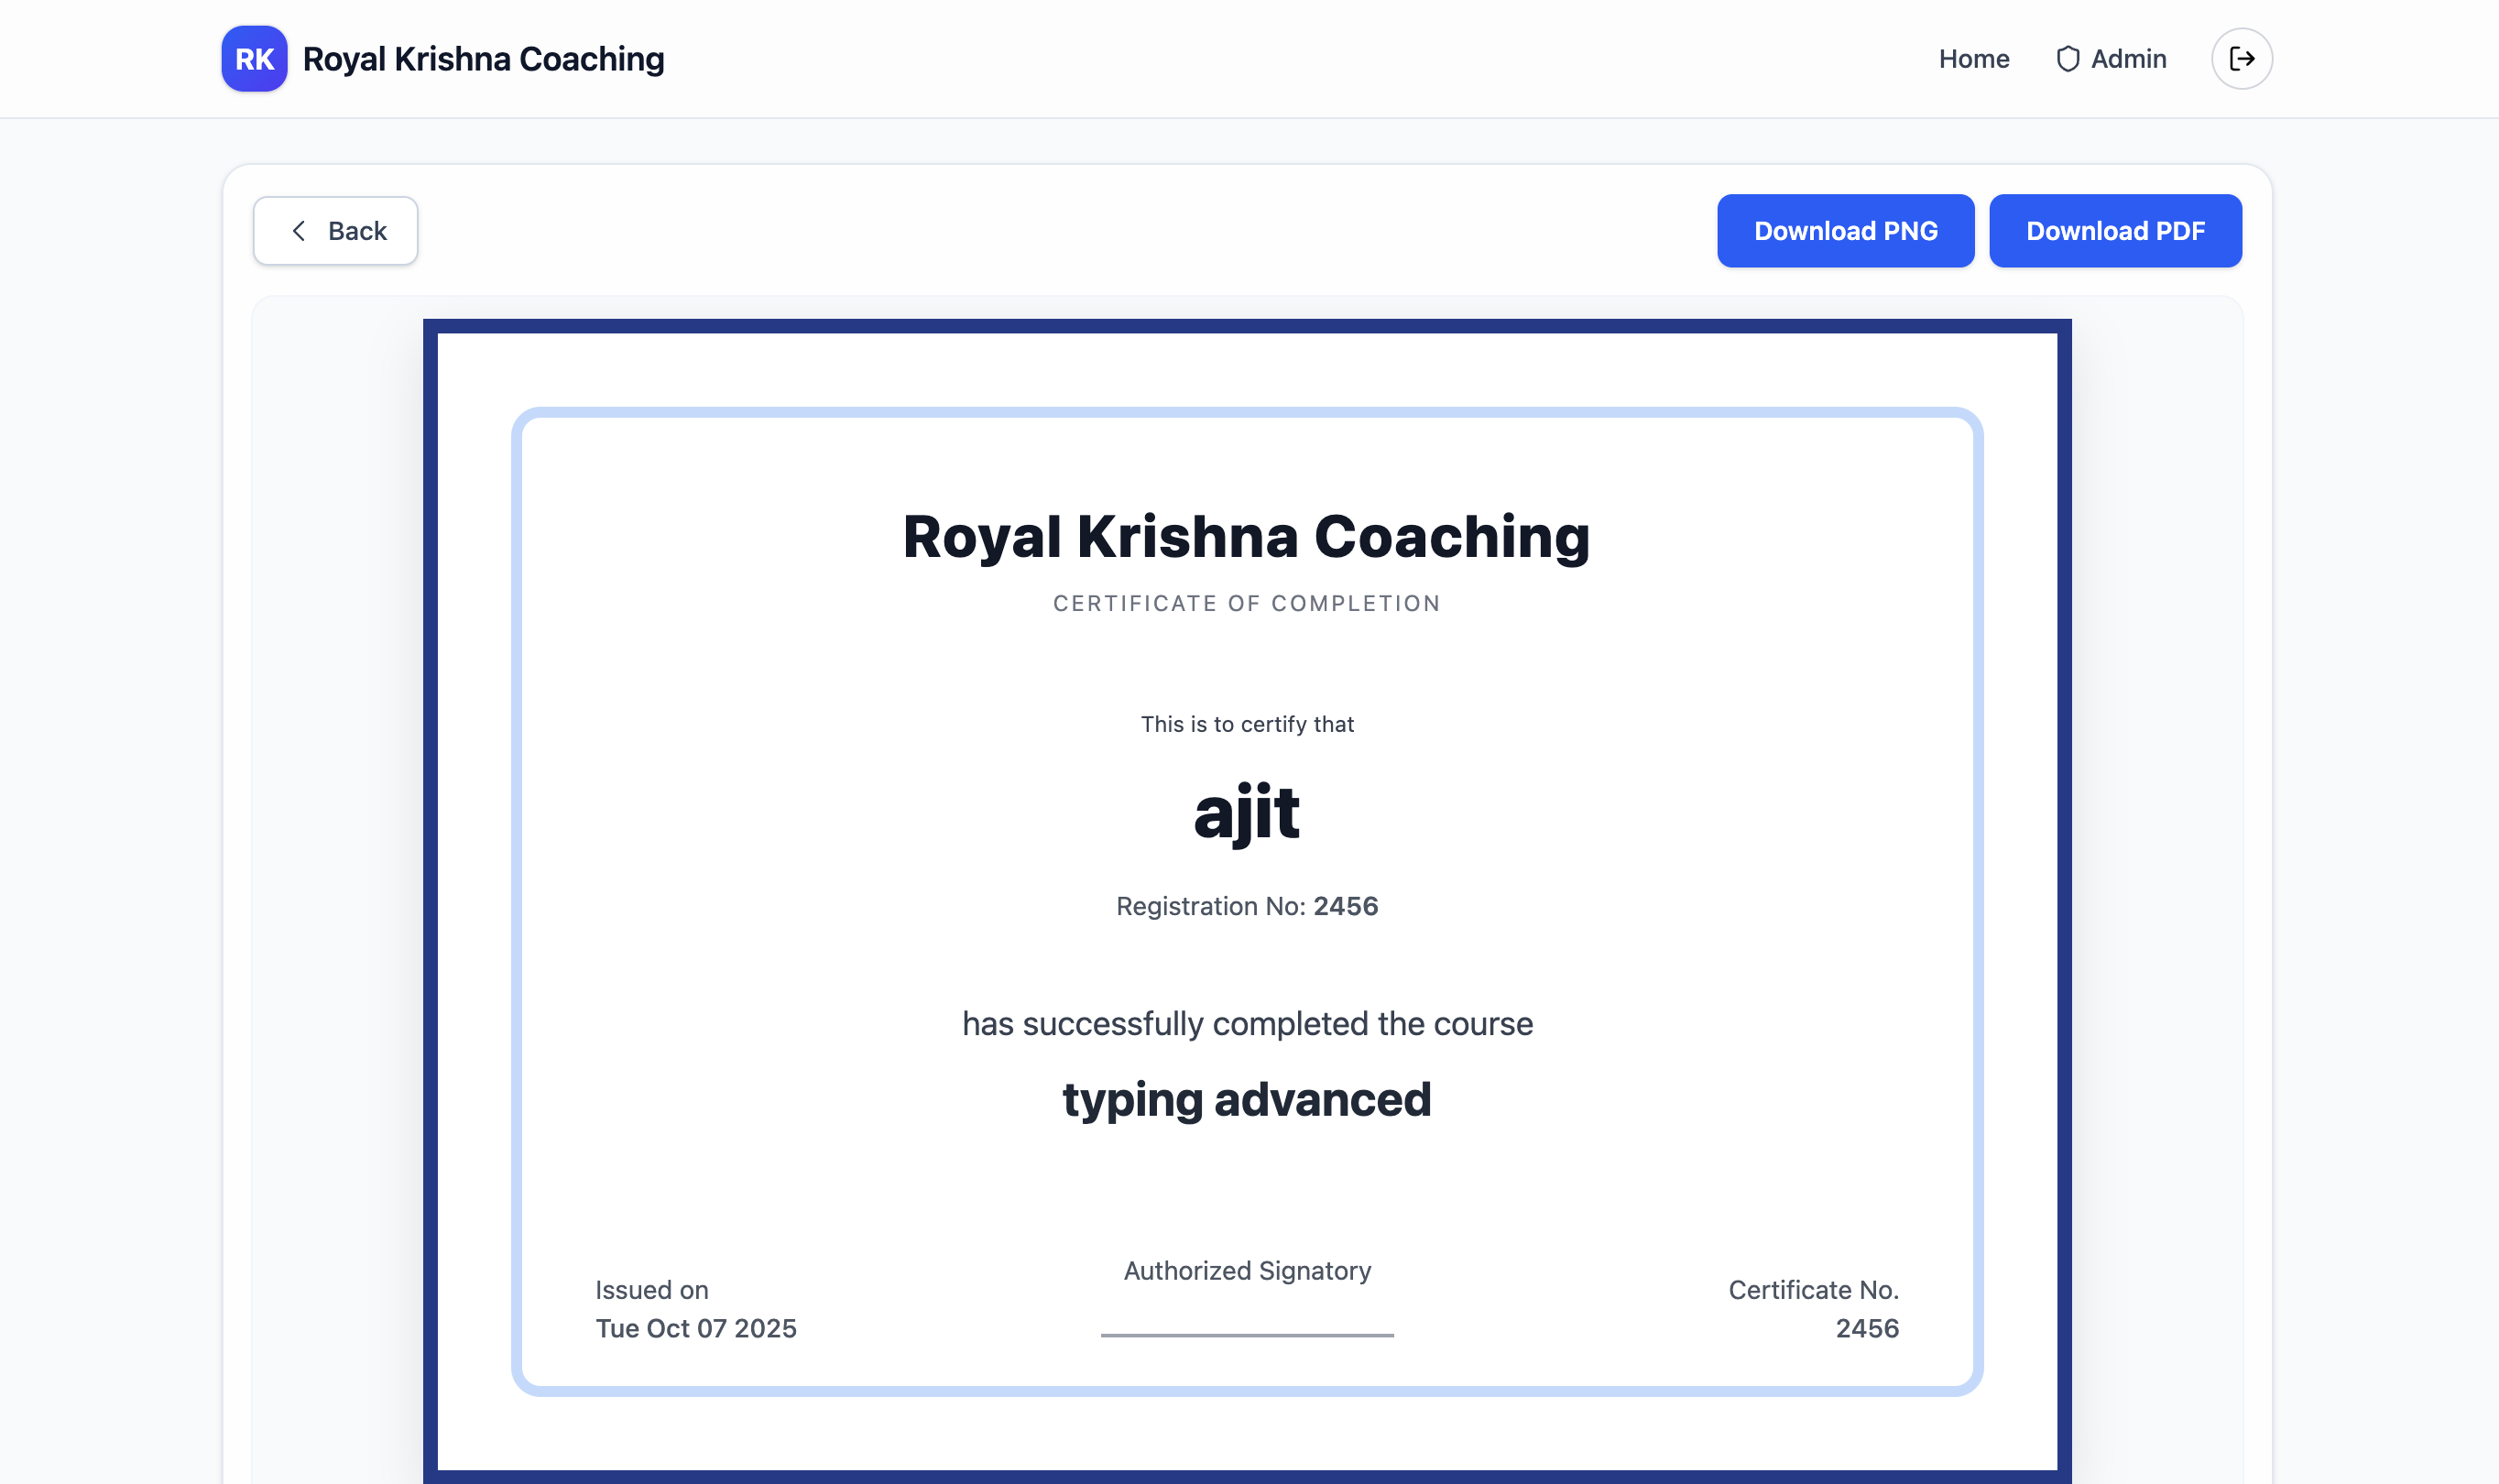 RK Royal Krishna Coaching Home Admin
Back Download PNG Download PDF
Royal Krishna Coaching
CERTIFICATE OF COMPLETION
This is to certify that
ajit
Registration No: 2456
has successfully completed the course
typing advanced
Authorized Signatory
Issued on
Tue Oct 07 2025
Certificate No.
2456